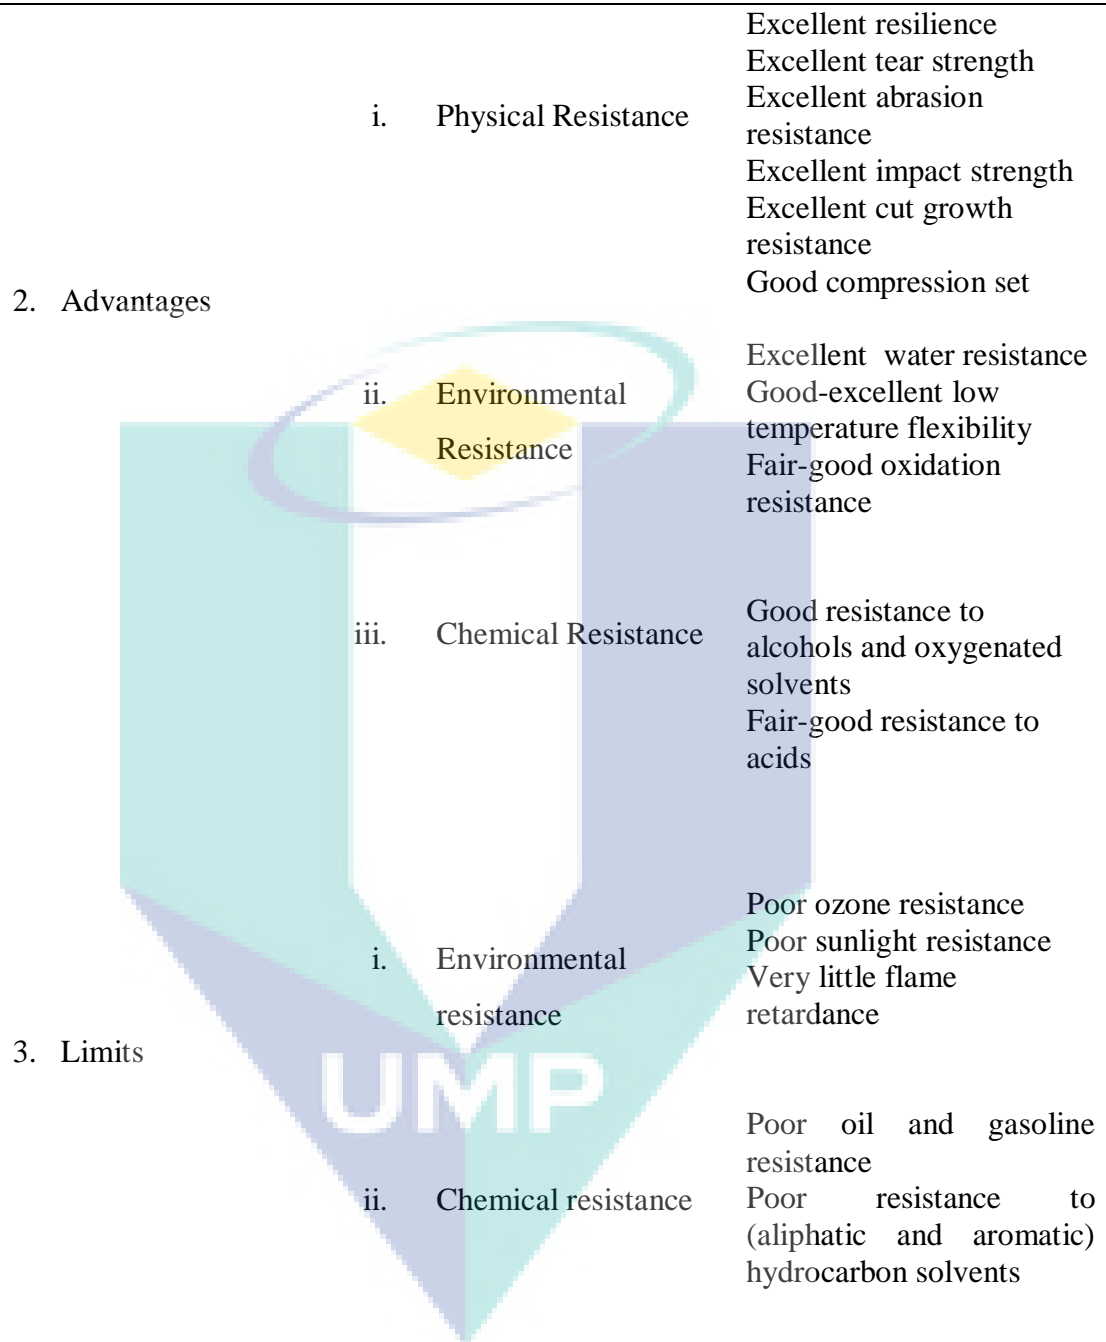 Excellent resilience
Excellent tear strength
i. Physical Resistance Excellent abrasion
resistance
Excellent impact strength
Excellent cut growth
resistance
Good compression set
2. Advantages
Excellent water resistance
ii. Environmental Good-excellent low
temperature flexibility
Resistance Fair-good oxidation
resistance
Good resistance to
iii. Chemical Resistance alcohols and oxygenated
solvents
Fair-good resistance to
acids
Poor ozone resistance
i. Environmental Poor sunlight resistance
Very little flame
resistance retardance
3. Limits
UMP
Poor oil and gasoline
resistance
ii. Chemical resistance Poor resistance to
(aliphatic and aromatic)
hydrocarbon solvents